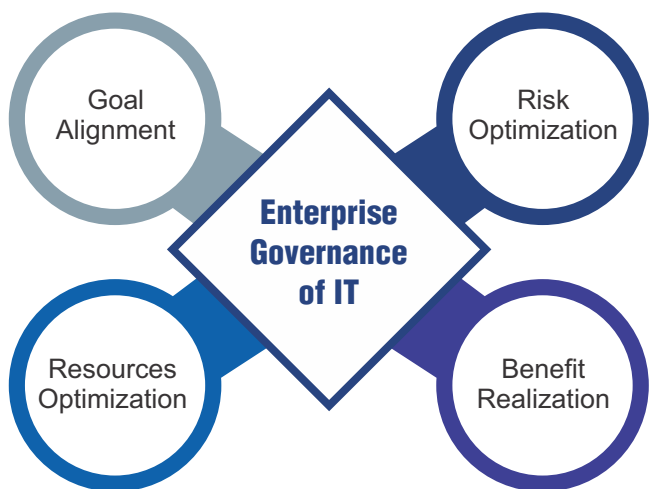 Goal
Alignment
Risk
Optimization
Enterprise
Governance
of IT
Resources
Optimization
Benefit
Realization